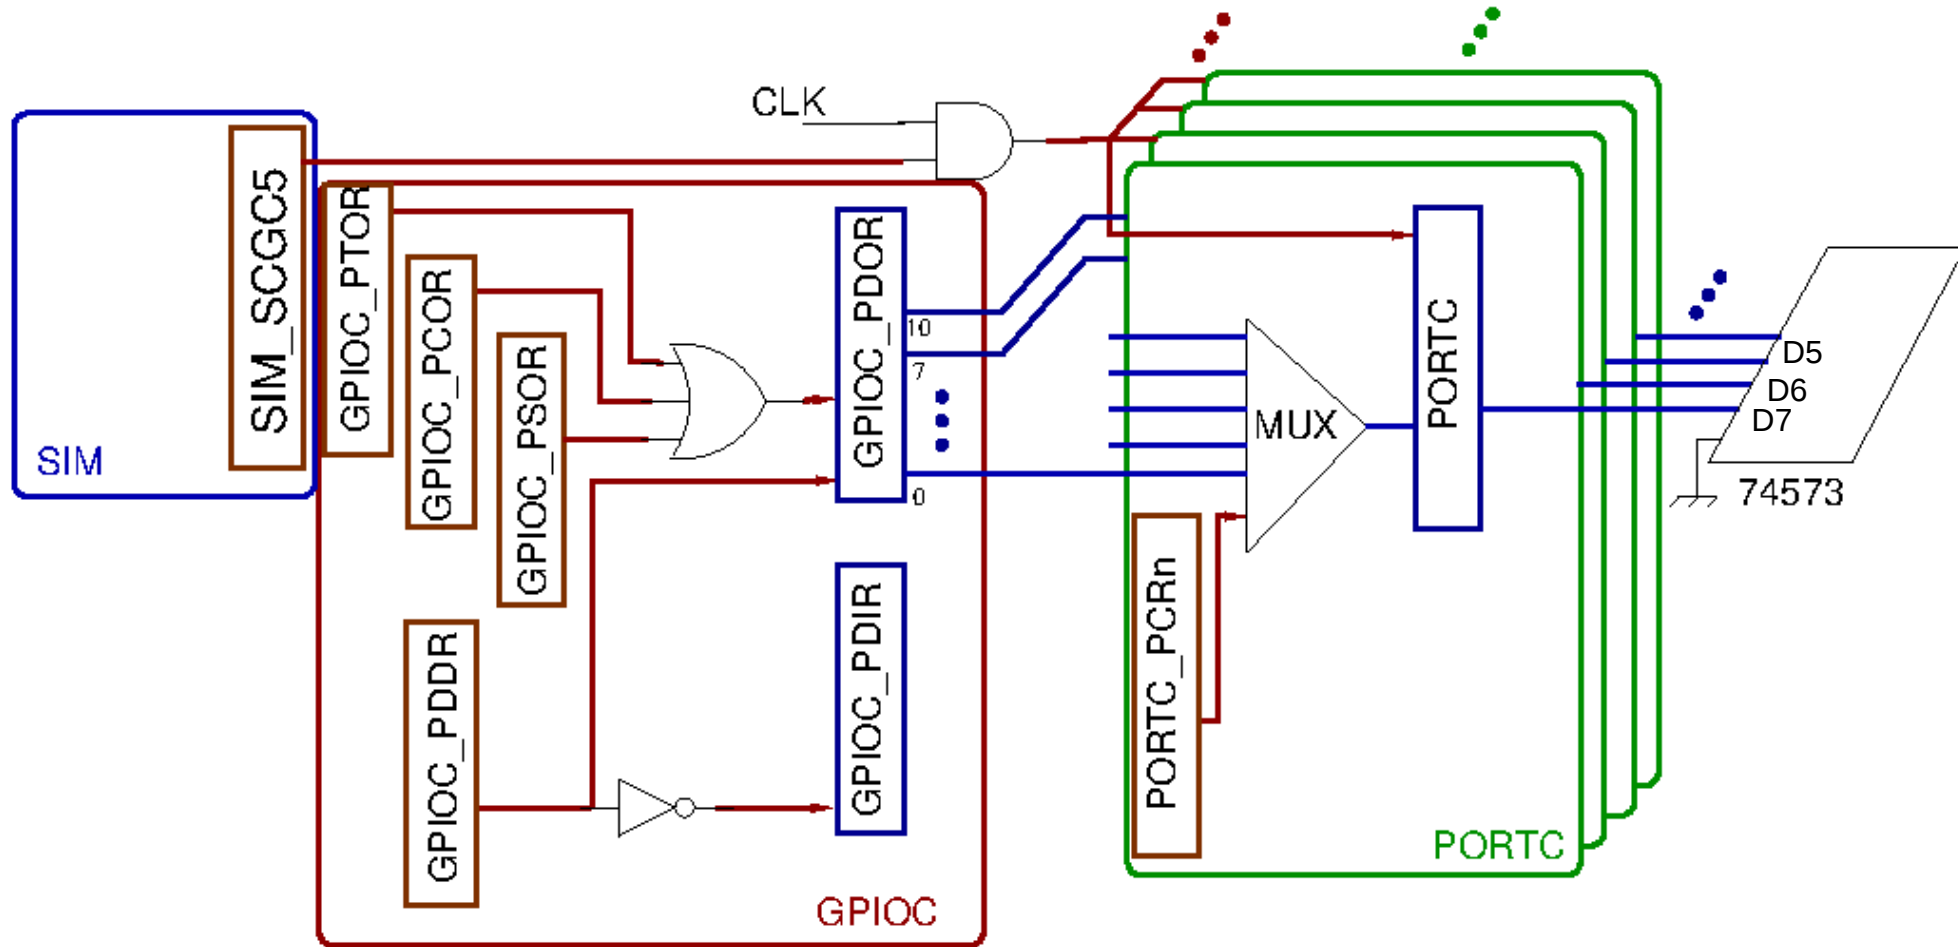 CLK
SIM_SCGC5
SIM
GPIOC_PTOR
GPIOC_PCOR
GPIOC_PSOR
GPIOC_PDDR
GPIOC_PDOR
10
7
0
GPIOC_PDIR
GPIOC
MUX
PORTC
PORTC_PCRn
PORTC
D5
D6
D7
74573